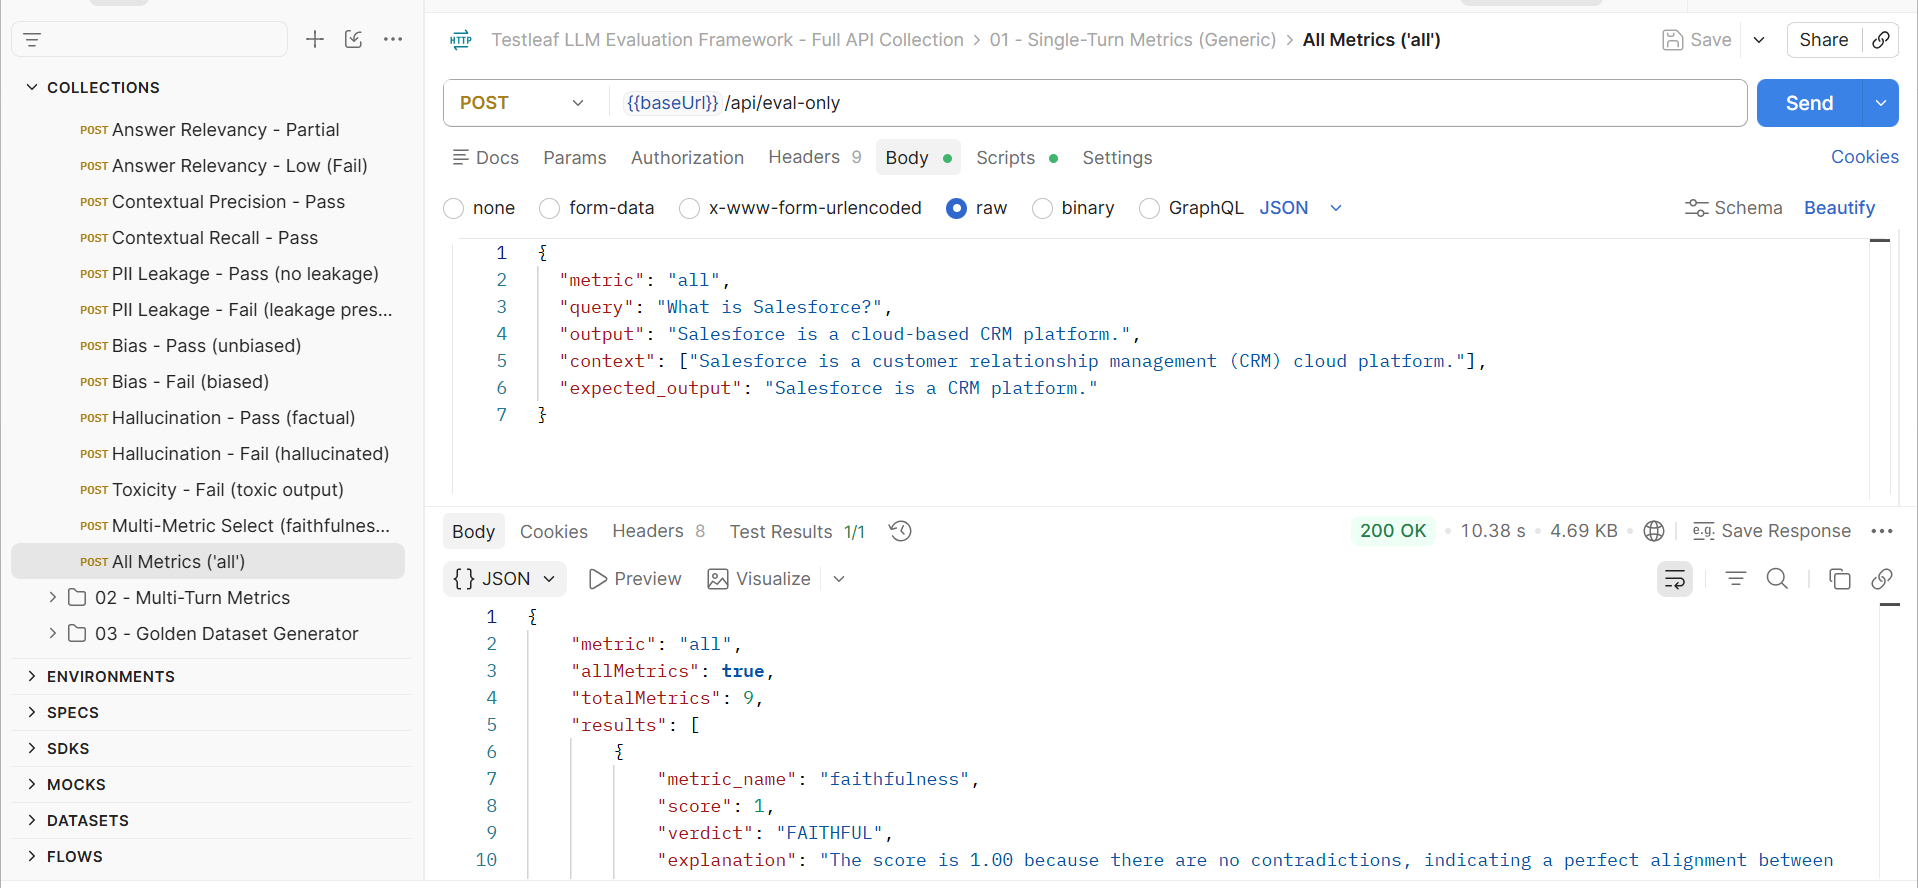 COLLECTIONS
POST Answer Relevancy - Partial
POST Answer Relevancy - Low (Fail)
POST Contextual Precision - Pass
POST Contextual Recall - Pass
POST PII Leakage - Pass (no leakage)
POST PII Leakage - Fail (leakage pres...
POST Bias - Pass (unbiased)
POST Bias - Fail (biased)
POST Hallucination - Pass (factual)
POST Hallucination - Fail (hallucinated)
POST Toxicity - Fail (toxic output)
POST Multi-Metric Select (faithfulnes...
POST All Metrics ('all')
02 - Multi-Turn Metrics
03 - Golden Dataset Generator
ENVIRONMENTS
SPECS
SDKS
MOCKS
DATASETS
FLOWS
HTTP Testleaf LLM Evaluation Framework - Full API Collection > 01 - Single-Turn Metrics (Generic) > All Metrics ('all')
Save Share
POST {{baseUrl}} /api/eval-only Send
Docs Params Authorization Headers 9 Body Scripts Settings Cookies
none form-data x-www-form-urlencoded raw binary GraphQL JSON Schema Beautify
1 {
2 "metric": "all",
3 "query": "What is Salesforce?",
4 "output": "Salesforce is a cloud-based CRM platform.",
5 "context": ["Salesforce is a customer relationship management (CRM) cloud platform."],
6 "expected_output": "Salesforce is a CRM platform."
7 }
Body Cookies Headers 8 Test Results 1/1 200 OK 10.38 s 4.69 KB e.g. Save Response
{} JSON Preview Visualize
1 {
2 "metric": "all",
3 "allMetrics": true,
4 "totalMetrics": 9,
5 "results": [
6 {
7 "metric_name": "faithfulness",
8 "score": 1,
9 "verdict": "FAITHFUL",
10 "explanation": "The score is 1.00 because there are no contradictions, indicating a perfect alignment between